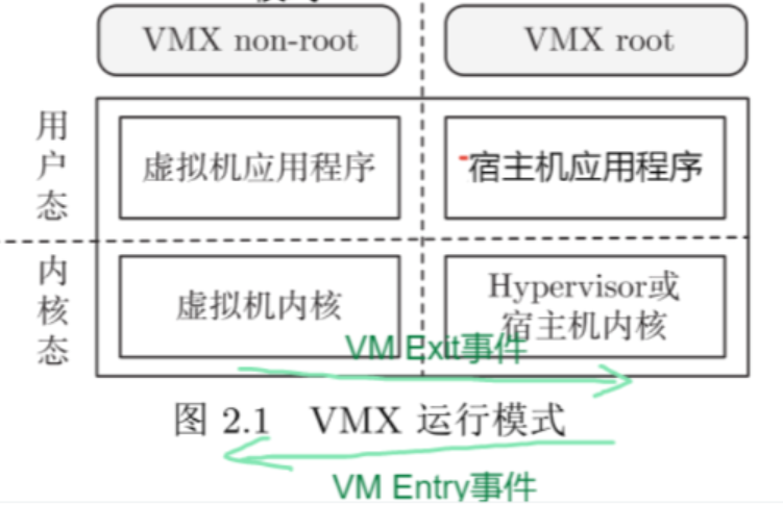 VMX non-root
VMX root
用户态
虚拟机应用程序
宿主机应用程序
内核态
虚拟机内核
Hypervisor或
宿主机内核
VM Exit事件
图 2.1 VMX 运行模式
VM Entry事件